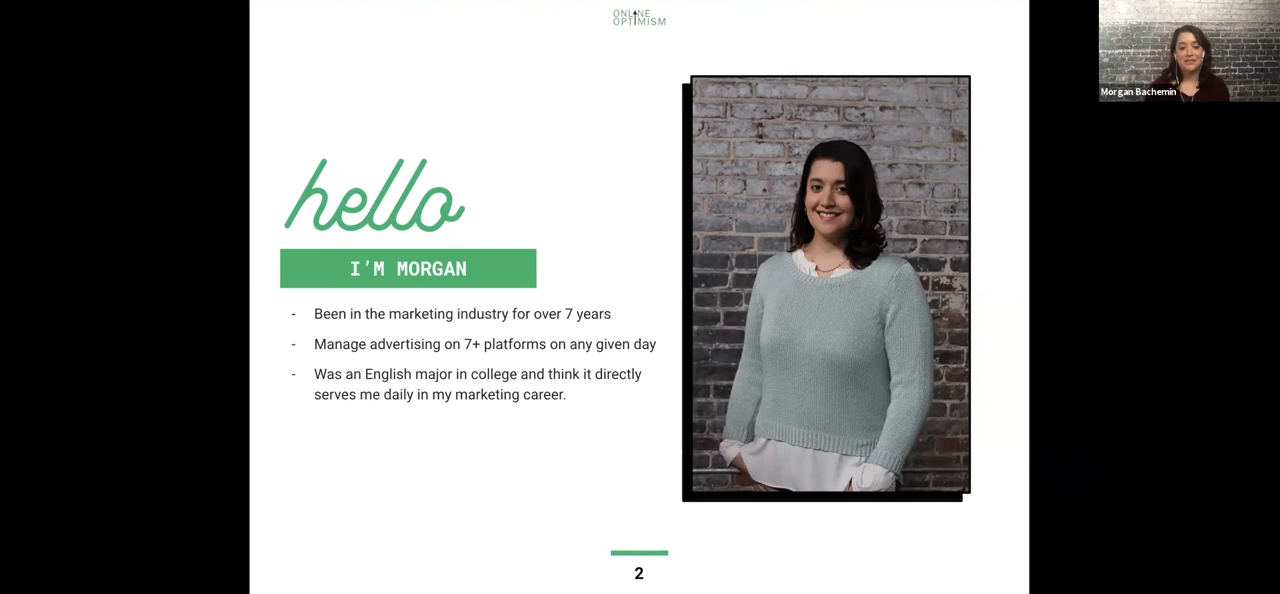 ONLINE
OPTIMISM
Morgan Bachemin
hello
I'M MORGAN
- Been in the marketing industry for over 7 years
- Manage advertising on 7+ platforms on any given day
- Was an English major in college and think it directly
serves me daily in my marketing career.
2